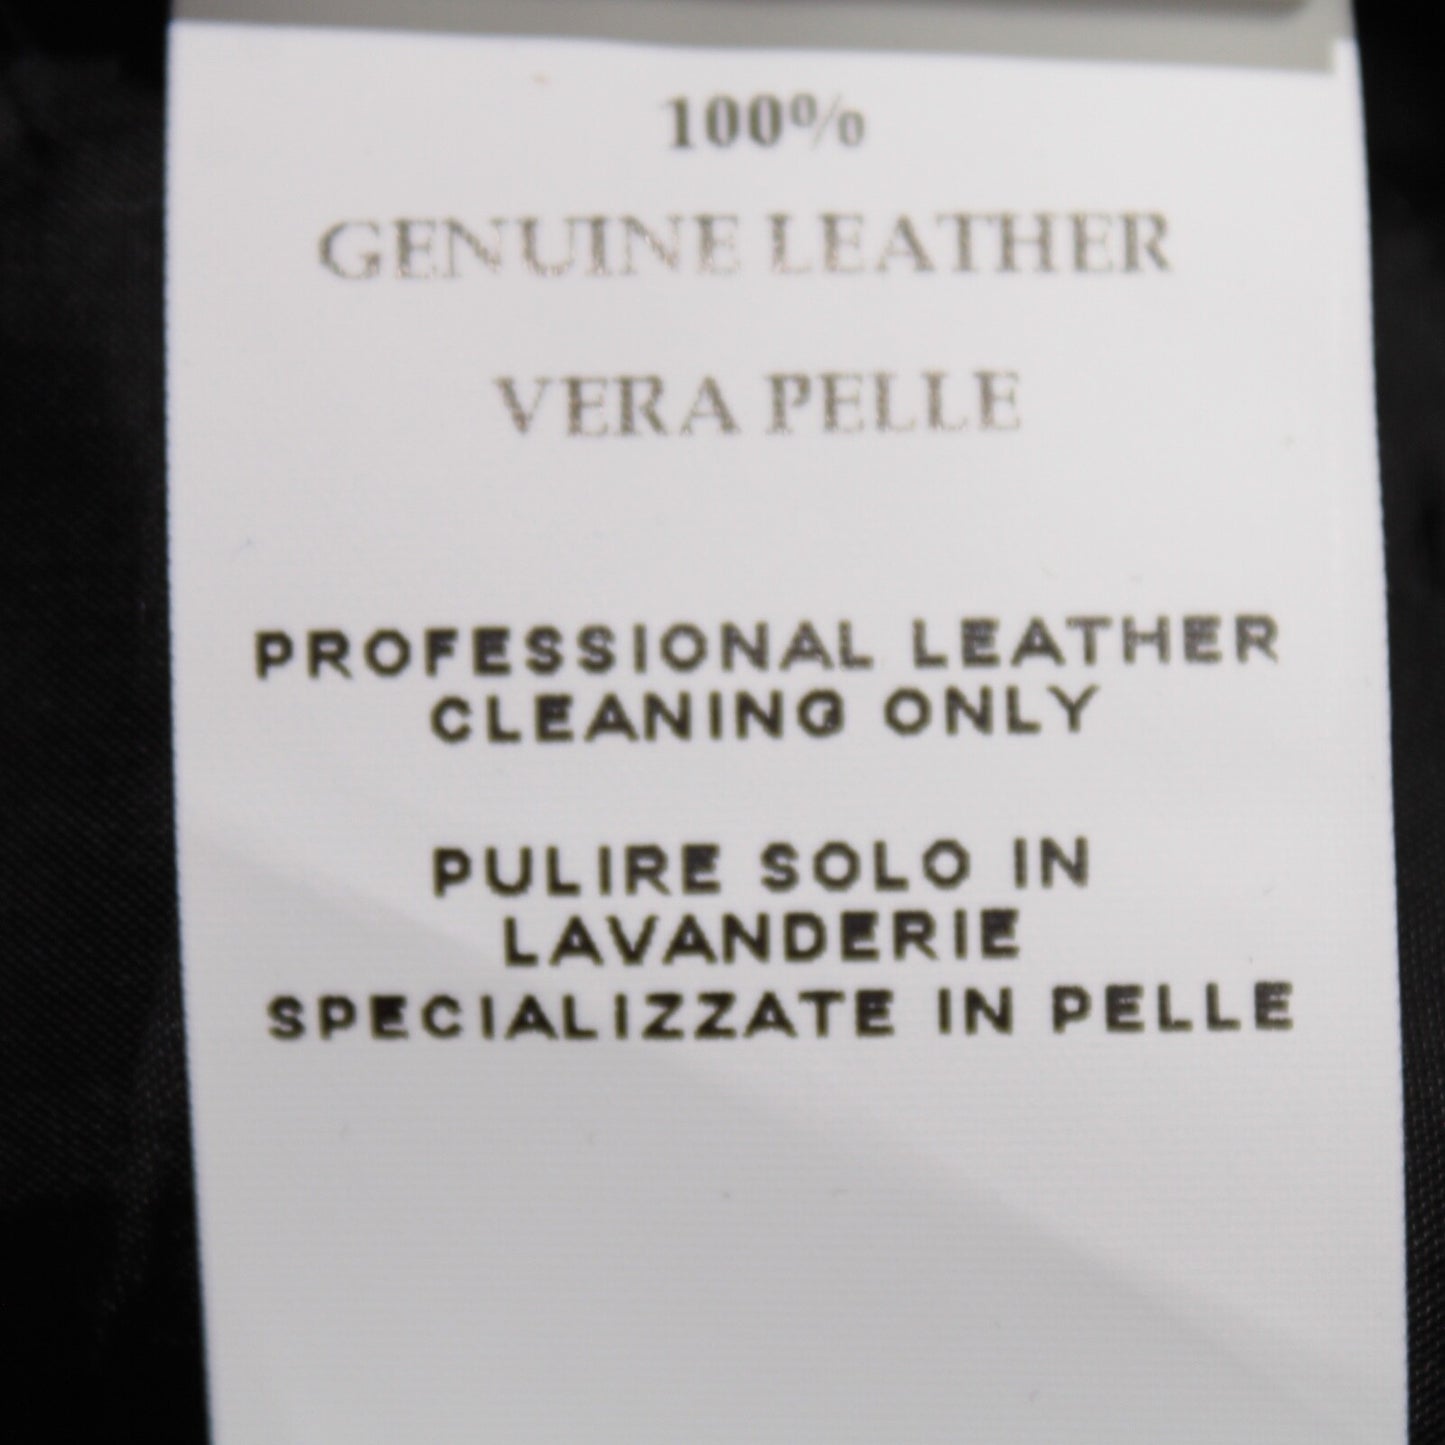 100%
GENUINE LEATHER
VERA PELLE
PROFESSIONAL LEATHER
CLEANING ONLY
PULIRE SOLO IN
LAVANDERIE
SPECIALIZZATE IN PELLE